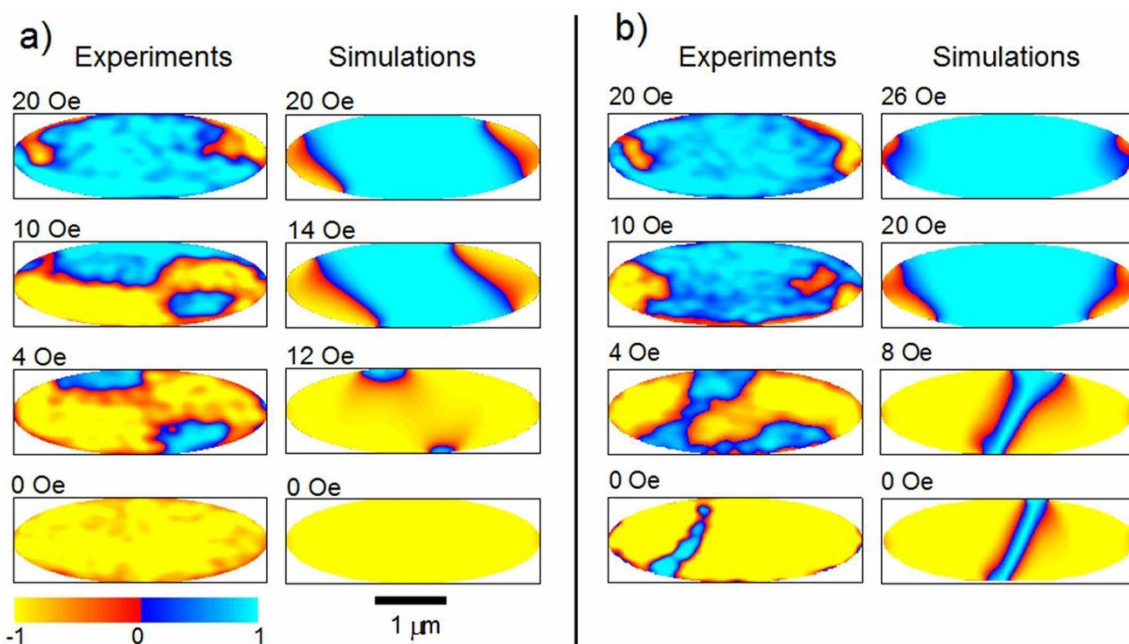 a)
Experiments Simulations
20 Oe 20 Oe
10 Oe 14 Oe
4 Oe 12 Oe
0 Oe 0 Oe
-1 0 1
1 μm
b)
Experiments Simulations
20 Oe 26 Oe
10 Oe 20 Oe
4 Oe 8 Oe
0 Oe 0 Oe